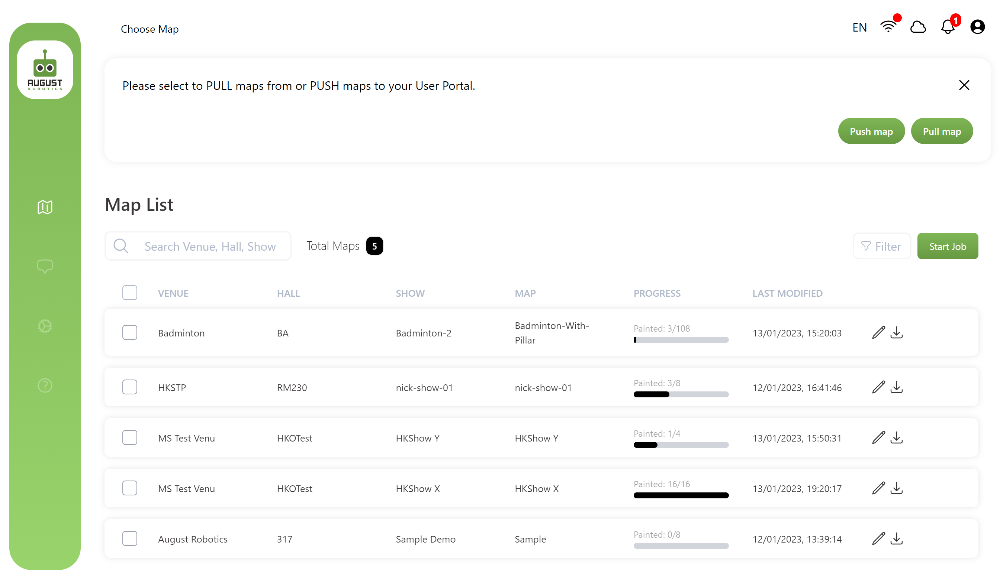 Choose Map
EN
1
AUGUST
ROBOTICS
Please select to PULL maps from or PUSH maps to your User Portal.
Push map
Pull map
Map List
Search Venue, Hall, Show
Total Maps 5
Filter
Start Job
VENUE HALL SHOW MAP PROGRESS LAST MODIFIED
Badminton BA Badminton-2 Badminton-With-
Pillar
Painted: 3/108
13/01/2023, 15:20:03
HKSTP RM230 nick-show-01 nick-show-01
Painted: 3/8
12/01/2023, 16:41:46
MS Test Venu HKOTest HKShow Y HKShow Y
Painted: 1/4
13/01/2023, 15:50:31
MS Test Venu HKOTest HKShow X HKShow X
Painted: 16/16
13/01/2023, 19:20:17
August Robotics 317 Sample Demo Sample
Painted: 0/8
12/01/2023, 13:39:14